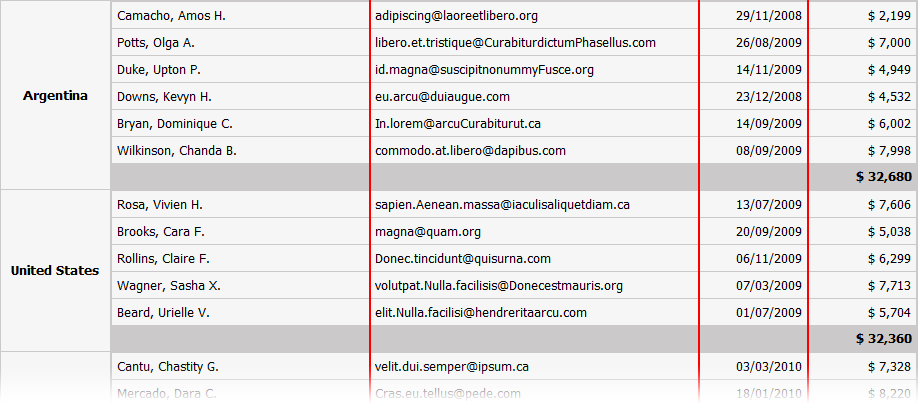 Camacho, Amos H. adipiscing@laoreetlibero.org 29/11/2008 $ 2,199
Potts, Olga A. libero.et.tristique@CurabiturdictumPhasellus.com 26/08/2009 $ 7,000
Duke, Upton P. id.magna@suscipitnonummyFusce.org 14/11/2009 $ 4,949
Argentina Downs, Kevyn H. eu.arcu@duiaugue.com 23/12/2008 $ 4,532
Bryan, Dominique C. In.lorem@arcuCurabiturut.ca 14/09/2009 $ 6,002
Wilkinson, Chanda B. commodo.at.libero@dapibus.com 08/09/2009 $ 7,998
$ 32,680
Rosa, Vivien H. sapien.Aenean.massa@iaculisaliquetdiam.ca 13/07/2009 $ 7,606
Brooks, Cara F. magna@quam.org 20/09/2009 $ 5,038
United States Rollins, Claire F. Donec.tincidunt@quisurna.com 06/11/2009 $ 6,299
Wagner, Sasha X. volutpat.Nulla.facilisis@Donecestmauris.org 07/03/2009 $ 7,713
Beard, Urielle V. elit.Nulla.facilisi@hendreritaarcu.com 01/07/2009 $ 5,704
$ 32,360
Cantu, Chastity G. velit.dui.semper@ipsum.ca 03/03/2010 $ 7,328
Mercado, Dara C. Cras.eu.tellus@pede.com 18/01/2010 $ 8,220